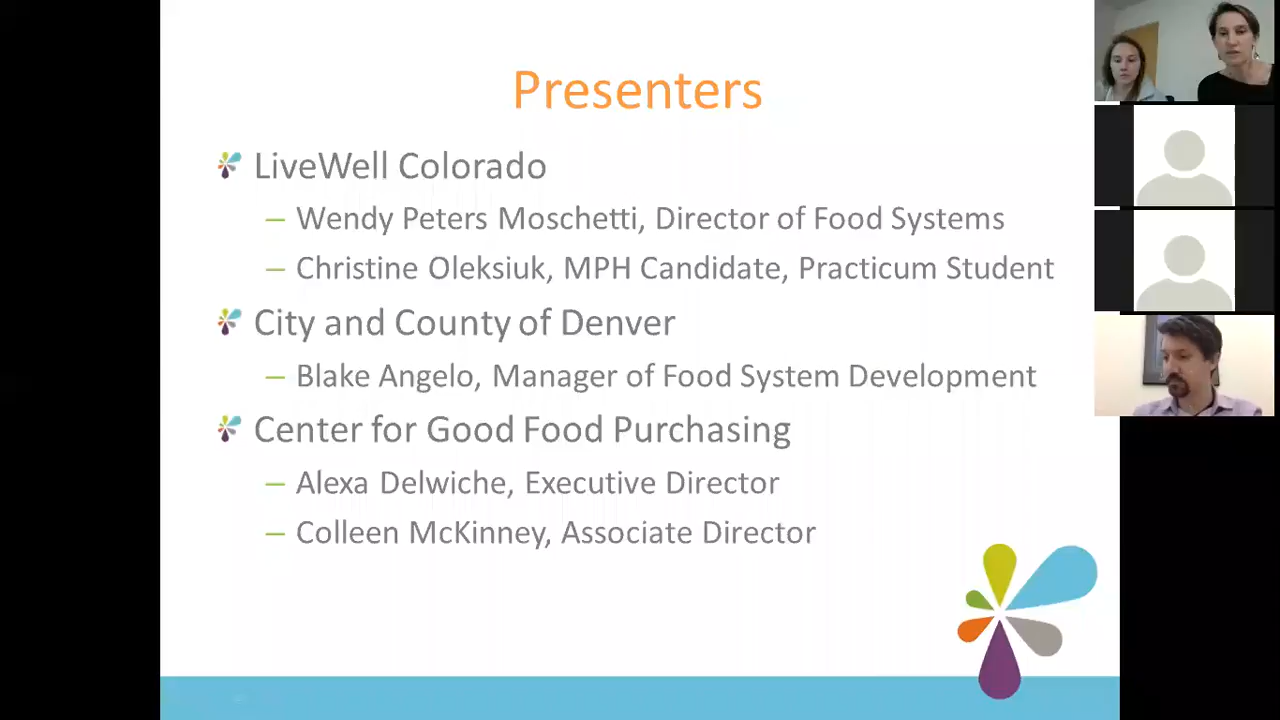 Presenters
LiveWell Colorado
– Wendy Peters Moschetti, Director of Food Systems
– Christine Oleksiuk, MPH Candidate, Practicum Student
City and County of Denver
– Blake Angelo, Manager of Food System Development
Center for Good Food Purchasing
– Alexa Delwiche, Executive Director
– Colleen McKinney, Associate Director